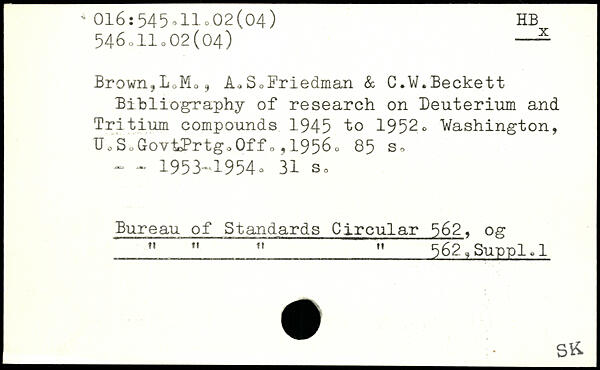 016:545.11.02(04) HB
x
546.11.02(04)
Brown,L.M., A.S.Friedman & C.W.Beckett
Bibliography of research on Deuterium and
Tritium compounds 1945 to 1952. Washington,
U.S.Govt.Prtg.Off.,1956. 85 s.
- - 1953-1954. 31 s.
Bureau of Standards Circular 562, og
" " " " 562,Suppl.1
SK